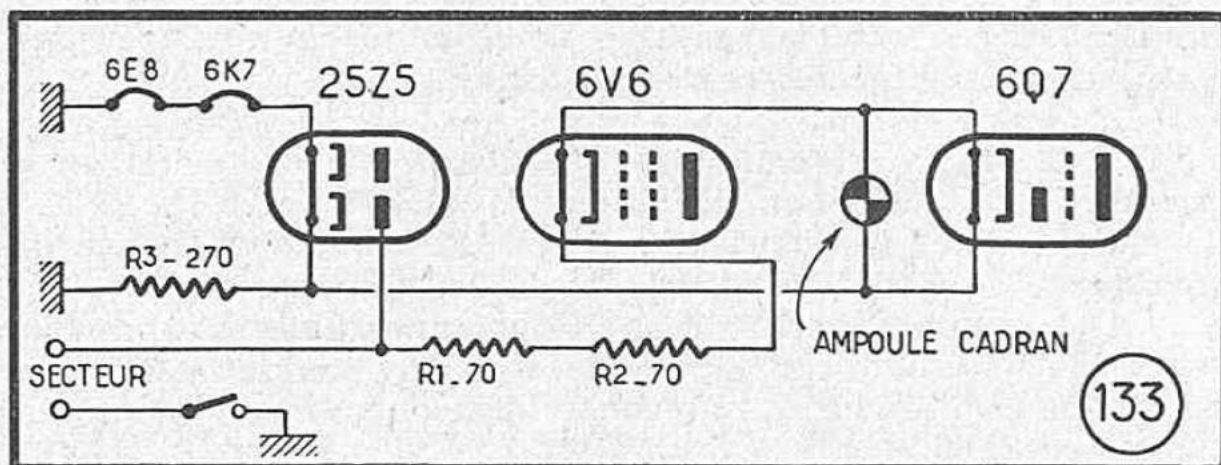 6E8 6K7 25Z5 6V6 6Q7
R3-270
AMPOULE CADRAN
SECTEUR R1_70 R2_70
133